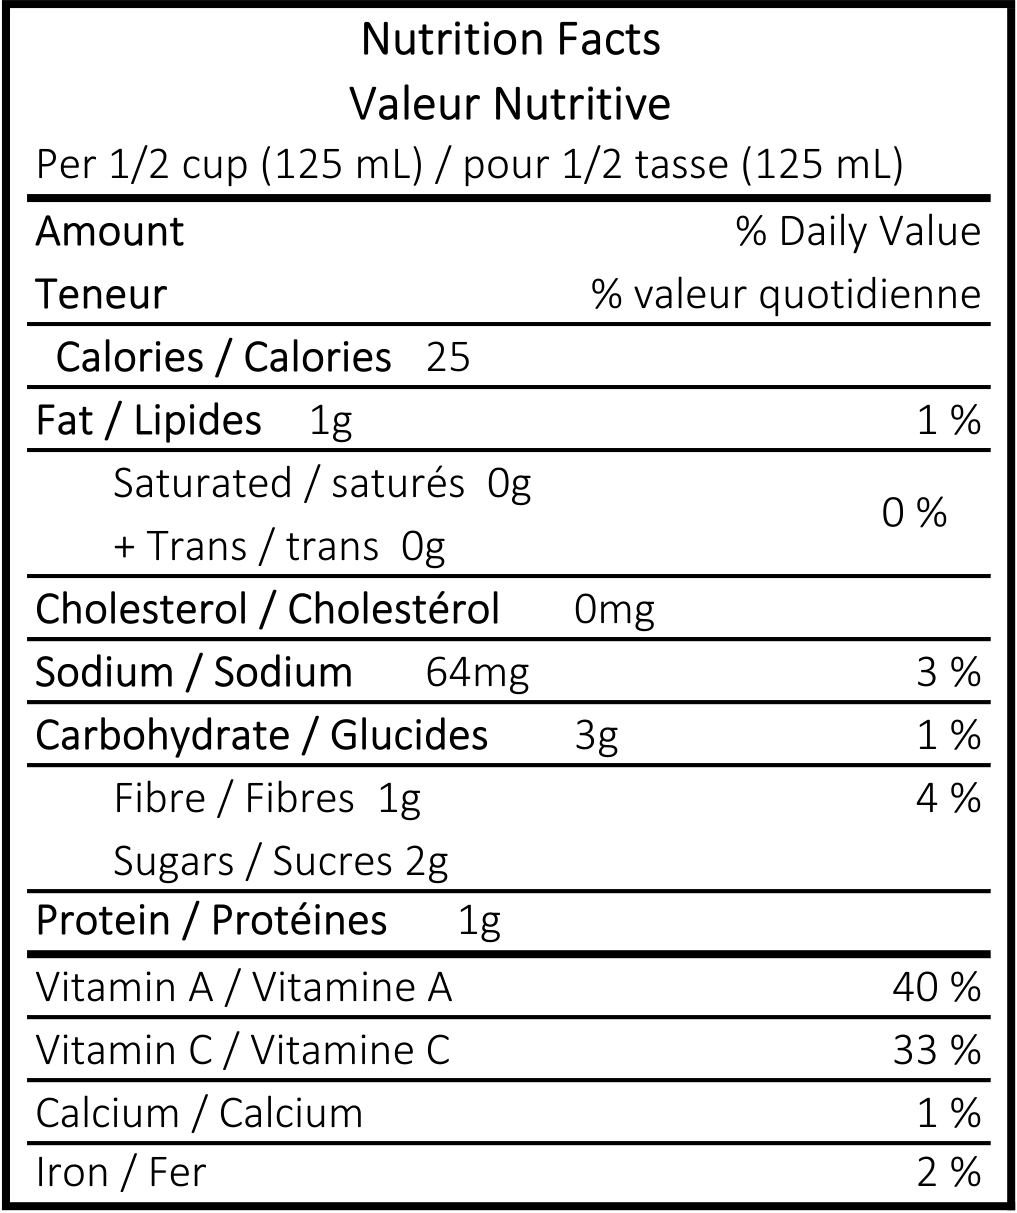 Nutrition Facts
Valeur Nutritive
Per 1/2 cup (125 mL) / pour 1/2 tasse (125 mL)
Amount % Daily Value
Teneur % valeur quotidienne
Calories / Calories 25
Fat / Lipides 1g 1 %
Saturated / saturés 0g
0 %
+ Trans / trans 0g
Cholesterol / Cholestérol 0mg
Sodium / Sodium 64mg 3 %
Carbohydrate / Glucides 3g 1 %
Fibre / Fibres 1g 4 %
Sugars / Sucres 2g
Protein / Protéines 1g
Vitamin A / Vitamine A 40 %
Vitamin C / Vitamine C 33 %
Calcium / Calcium 1 %
Iron / Fer 2 %